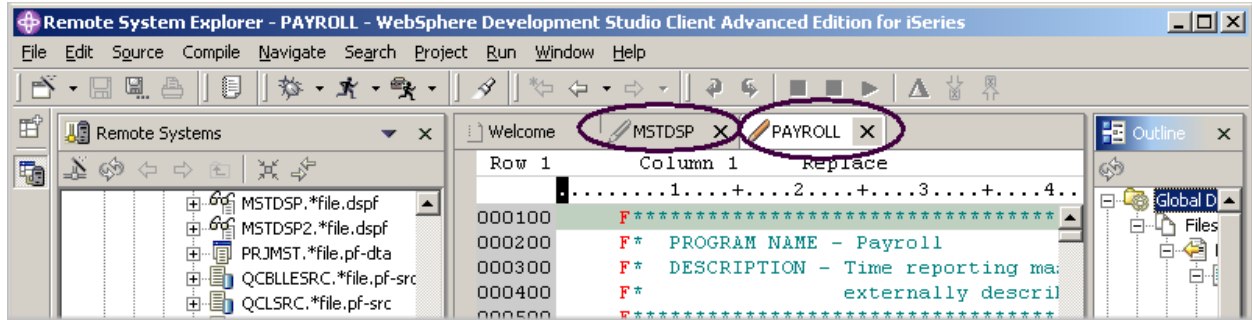 Remote System Explorer - PAYROLL - WebSphere Development Studio Client Advanced Edition for iSeries
File Edit Source Compile Navigate Search Project Run Window Help
Remote Systems
Welcome MSTDSP PAYROLL
Outline
Row 1 Column 1 Replace
.........1....+....2....+....3....+....4..
MSTDSP.*file.dspf
MSTDSP2.*file.dspf
PRJMST.*file.pf-dta
QCBLLESRC.*file.pf-src
QCLSRC.*file.pf-src
000100 F***********************************
000200 F* PROGRAM NAME - Payroll
000300 F* DESCRIPTION - Time reporting
000400 F* externally
000500 F***********************************
Global D
Files